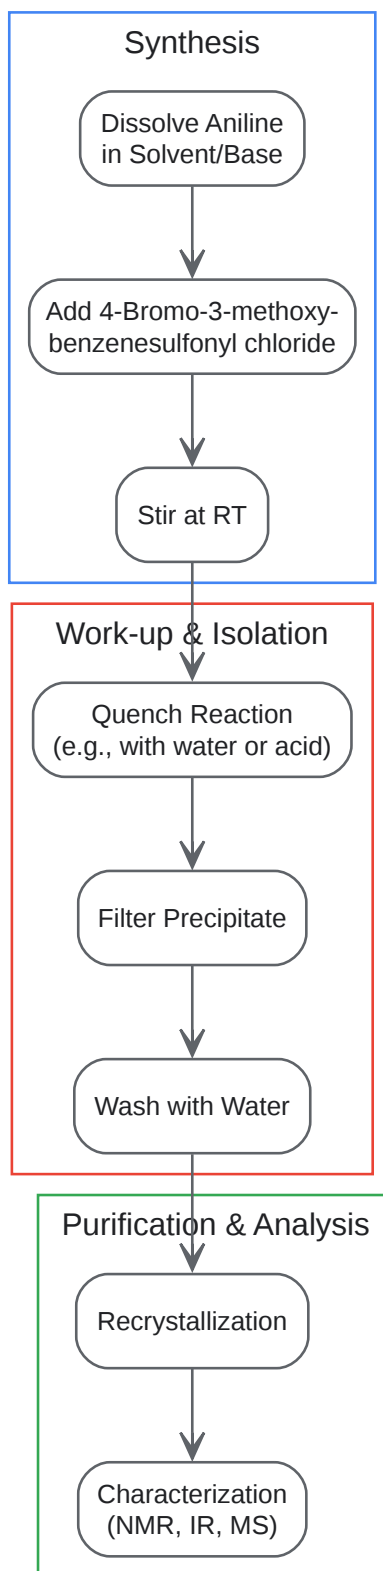 Synthesis
Dissolve Aniline
in Solvent/Base
Add 4-Bromo-3-methoxy-
benzenesulfonyl chloride
Stir at RT
Work-up & Isolation
Quench Reaction
(e.g., with water or acid)
Filter Precipitate
Wash with Water
Purification & Analysis
Recrystallization
Characterization
(NMR, IR, MS)